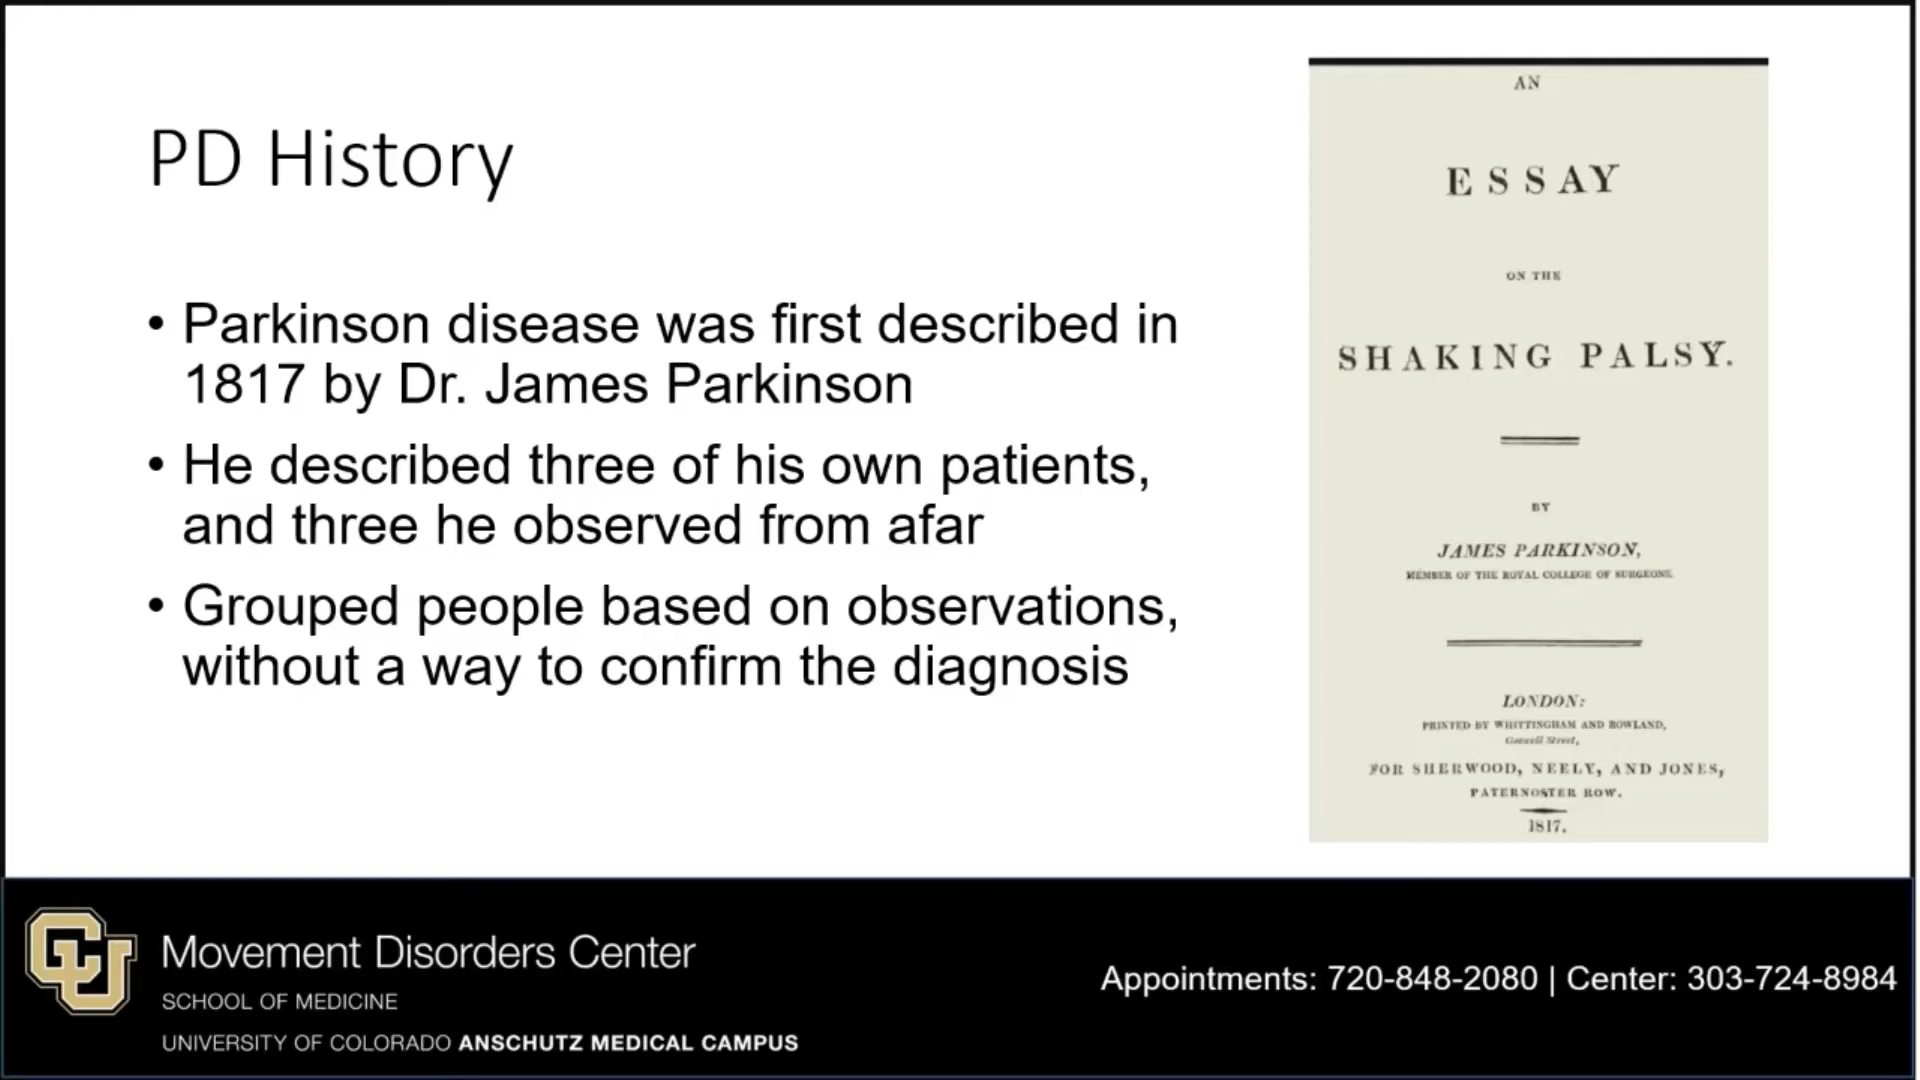 PD History
• Parkinson disease was first described in
1817 by Dr. James Parkinson
• He described three of his own patients,
and three he observed from afar
• Grouped people based on observations,
without a way to confirm the diagnosis
AN
ESSAY
ON THE
SHAKING PALSY.
BY
JAMES PARKINSON,
MEMBER OF THE ROYAL COLLEGE OF SURGEONS.
LONDON:
PRINTED BY WHITTINGHAM AND ROWLAND,
Goswell Street,
FOR SHERWOOD, NEELY, AND JONES,
PATERNOSTER ROW.
1817.
CU
Movement Disorders Center
SCHOOL OF MEDICINE
UNIVERSITY OF COLORADO ANSCHUTZ MEDICAL CAMPUS
Appointments: 720-848-2080 | Center: 303-724-8984